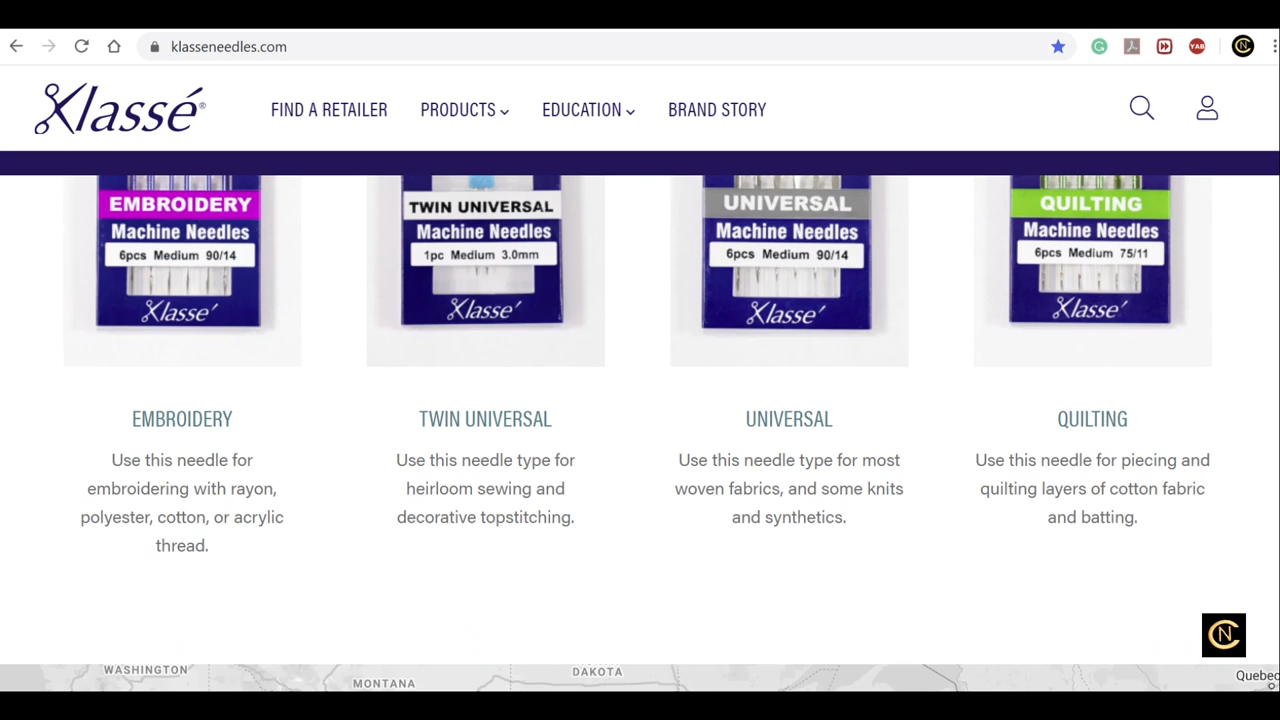 klasseneedles.com
YAB
CN
Klassé®
FIND A RETAILER
PRODUCTS
EDUCATION
BRAND STORY
EMBROIDERY
Machine Needles
6pcs Medium 90/14
Klassé
TWIN UNIVERSAL
Machine Needles
1pc Medium 3.0mm
Klassé
UNIVERSAL
Machine Needles
6pcs Medium 90/14
Klassé
QUILTING
Machine Needles
6pcs Medium 75/11
Klassé
EMBROIDERY
Use this needle for
embroidering with rayon,
polyester, cotton, or acrylic
thread.
TWIN UNIVERSAL
Use this needle type for
heirloom sewing and
decorative topstitching.
UNIVERSAL
Use this needle type for most
woven fabrics, and some knits
and synthetics.
QUILTING
Use this needle for piecing and
quilting layers of cotton fabric
and batting.
CN
WASHINGTON
MONTANA
DAKOTA
Quebec